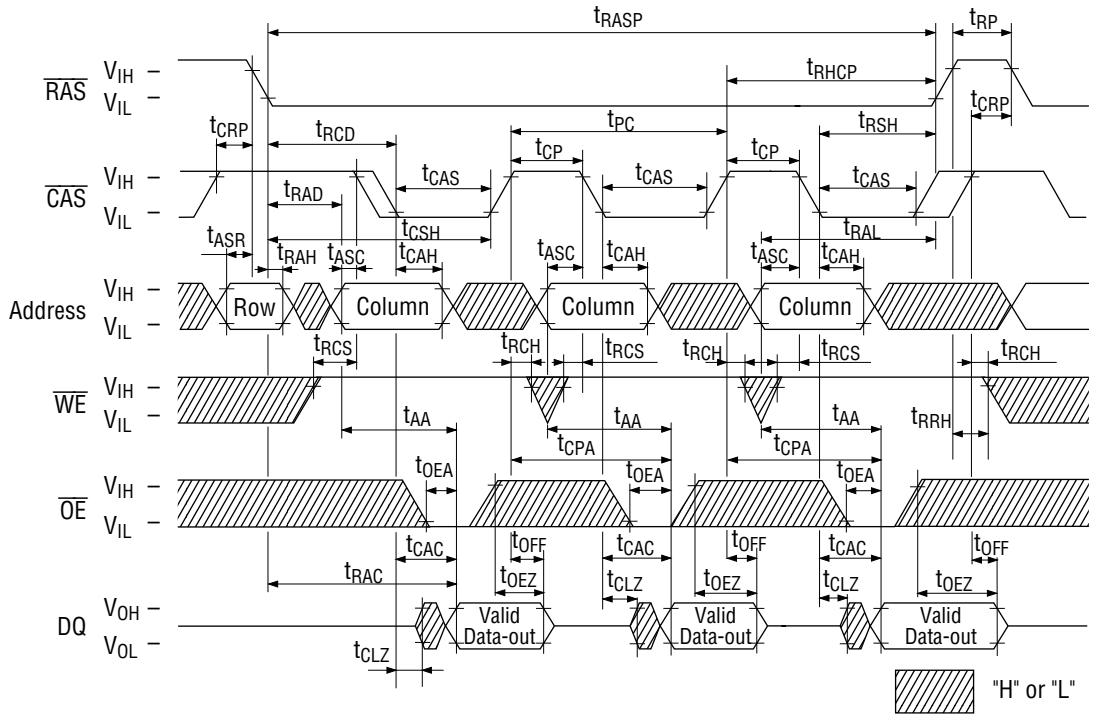 tRASP tRP
tRHCP
RAS VIH
VIL
tCRP tRCD tPC tRSH tCRP
tCP tCP
CAS VIH
VIL
tRAD tCAS tCAS tCAS
tCSH tRAL
tASR tRAH tASC tCAH tASC tCAH tASC tCAH
Address VIH
VIL
Row Column Column Column
tRCS tRCH tRCS tRCH tRCS tRCH
WE VIH
VIL
tAA tAA tAA tRRH
tCPA tCPA
tOEA tOEA tOEA
OE VIH
VIL
tCAC tOFF tCAC tOFF tCAC tOFF
tRAC tOEZ tCLZ tOEZ tCLZ tOEZ
DQ VOH
VOL
Valid Data-out
Valid Data-out
Valid Data-out
tCLZ
"H" or "L"